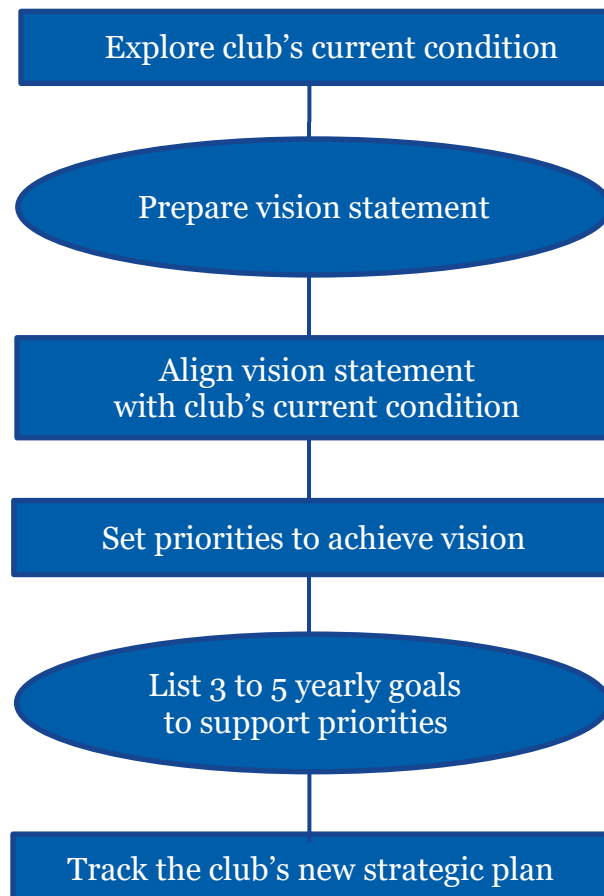 Explore club’s current condition
Prepare vision statement
Align vision statement
with club’s current condition
Set priorities to achieve vision
List 3 to 5 yearly goals
to support priorities
Track the club’s new strategic plan